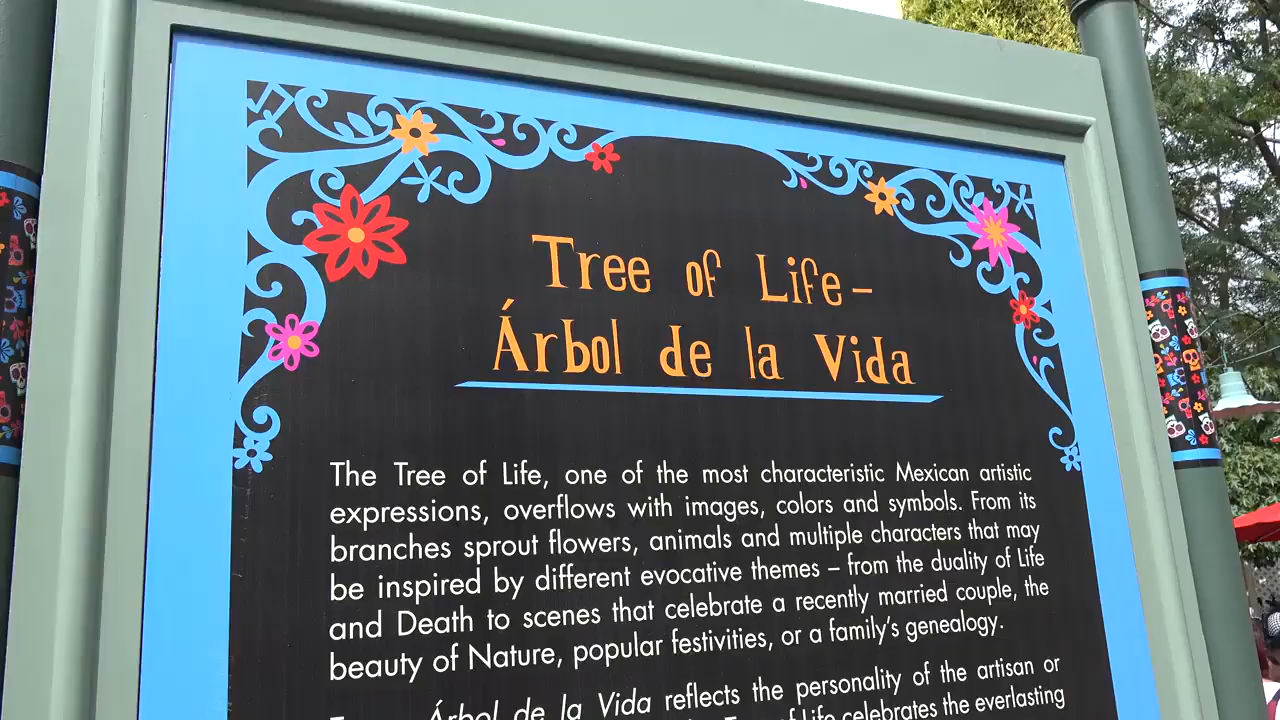 Tree of Life–
Árbol de la Vida
The Tree of Life, one of the most characteristic Mexican artistic
expressions, overflows with images, colors and symbols. From its
branches sprout flowers, animals and multiple characters that may
be inspired by different evocative themes – from the duality of Life
and Death to scenes that celebrate a recently married couple, the
beauty of Nature, popular festivities, or a family's genealogy.
Árbol de la Vida reflects the personality of the artisan or
Tree of Life celebrates the everlasting